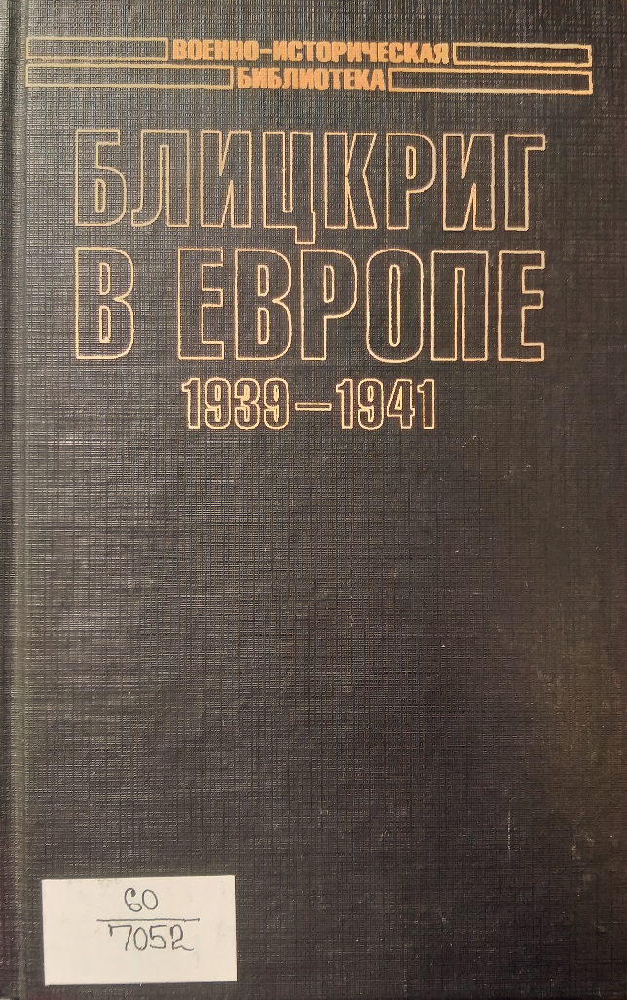 ВОЕННО-ИСТОРИЧЕСКАЯ
БИБЛИОТЕКА
БЛИЦКРИГ
В ЕВРОПЕ
1939—1941
60
7052